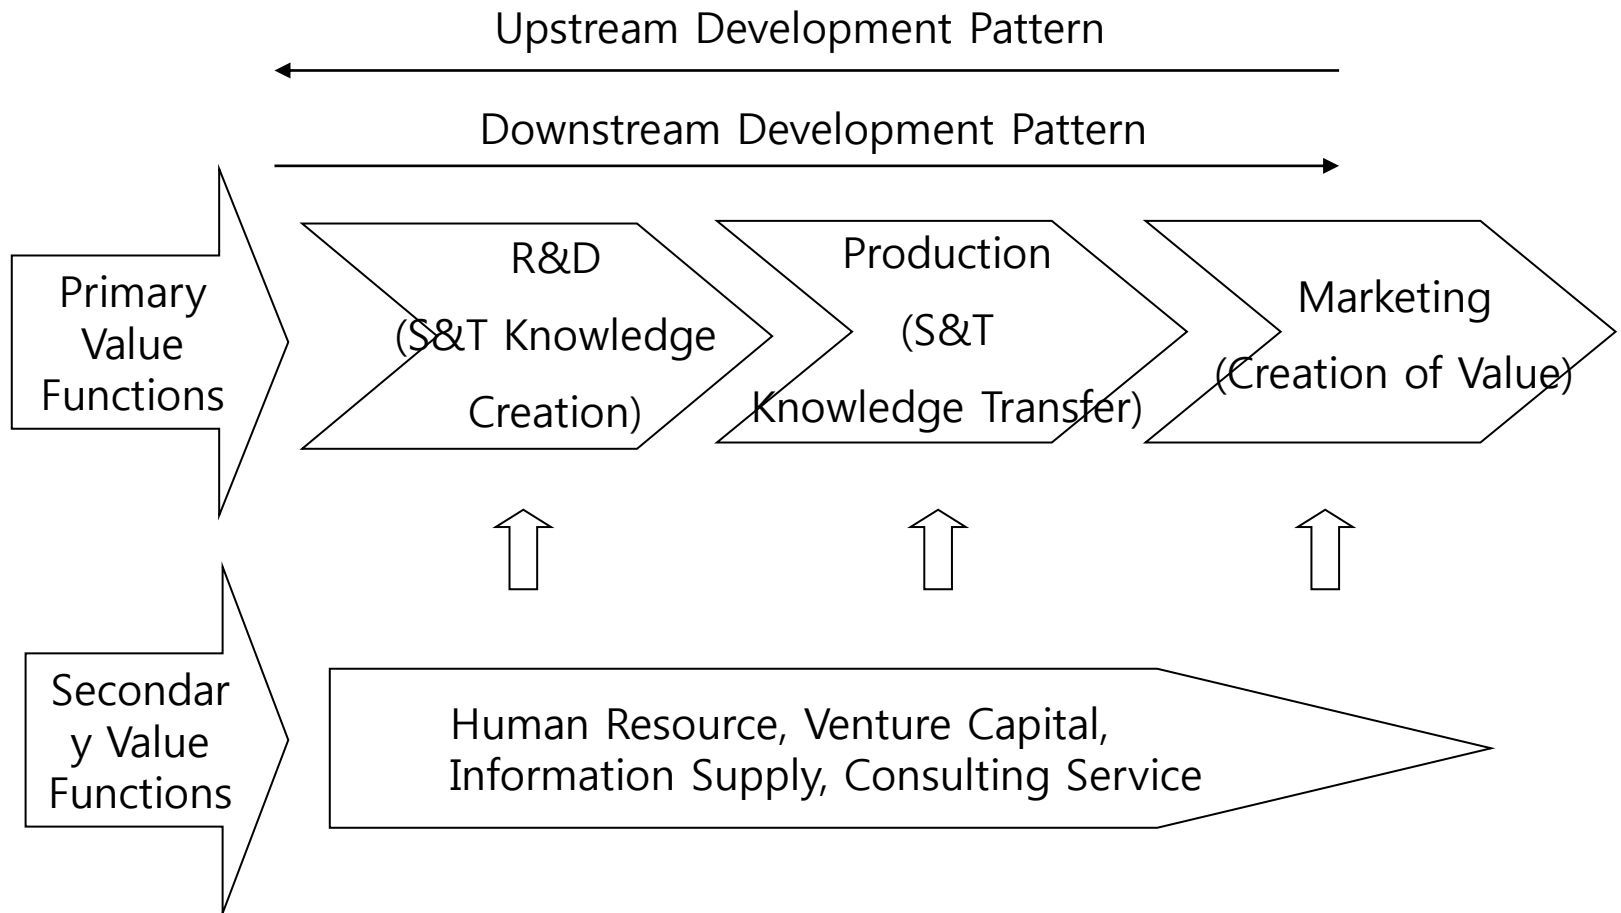 Upstream Development Pattern
Downstream Development Pattern
Primary
Value
Functions
R&D
(S&T Knowledge
Creation)
Production
(S&T
Knowledge Transfer)
Marketing
(Creation of Value)
Secondar
y Value
Functions
Human Resource, Venture Capital,
Information Supply, Consulting Service